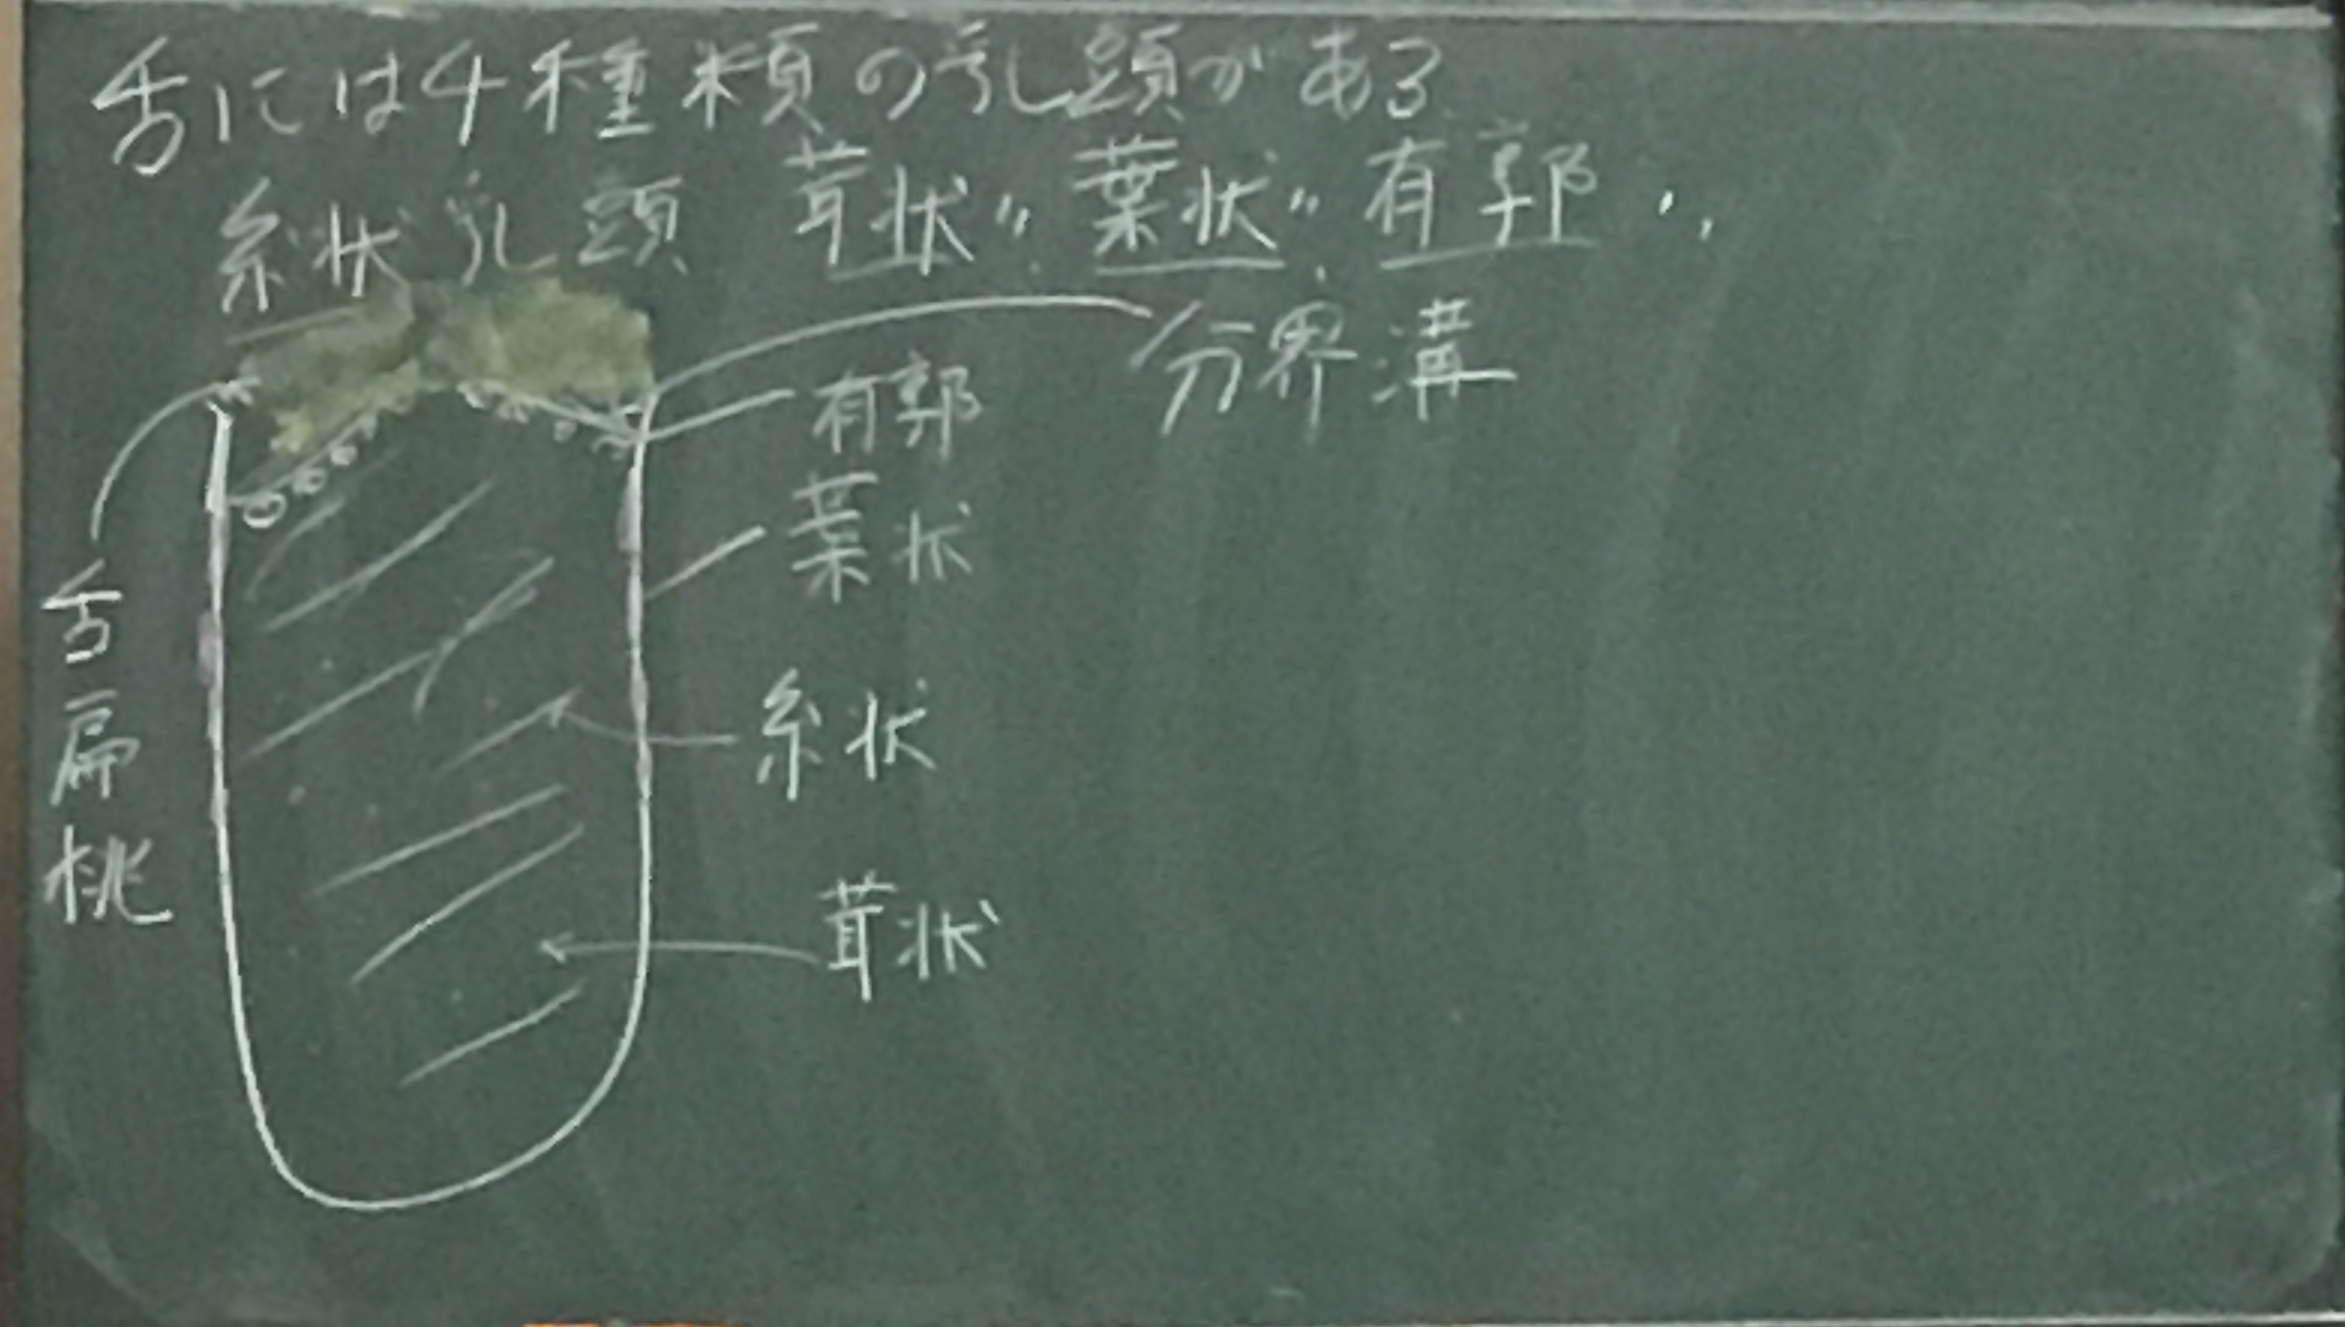 舌には4種類の乳頭がある
糸状乳頭 茸状〃 葉状〃 有郭〃
分界溝
有郭
葉状
糸状
茸状
舌扁桃